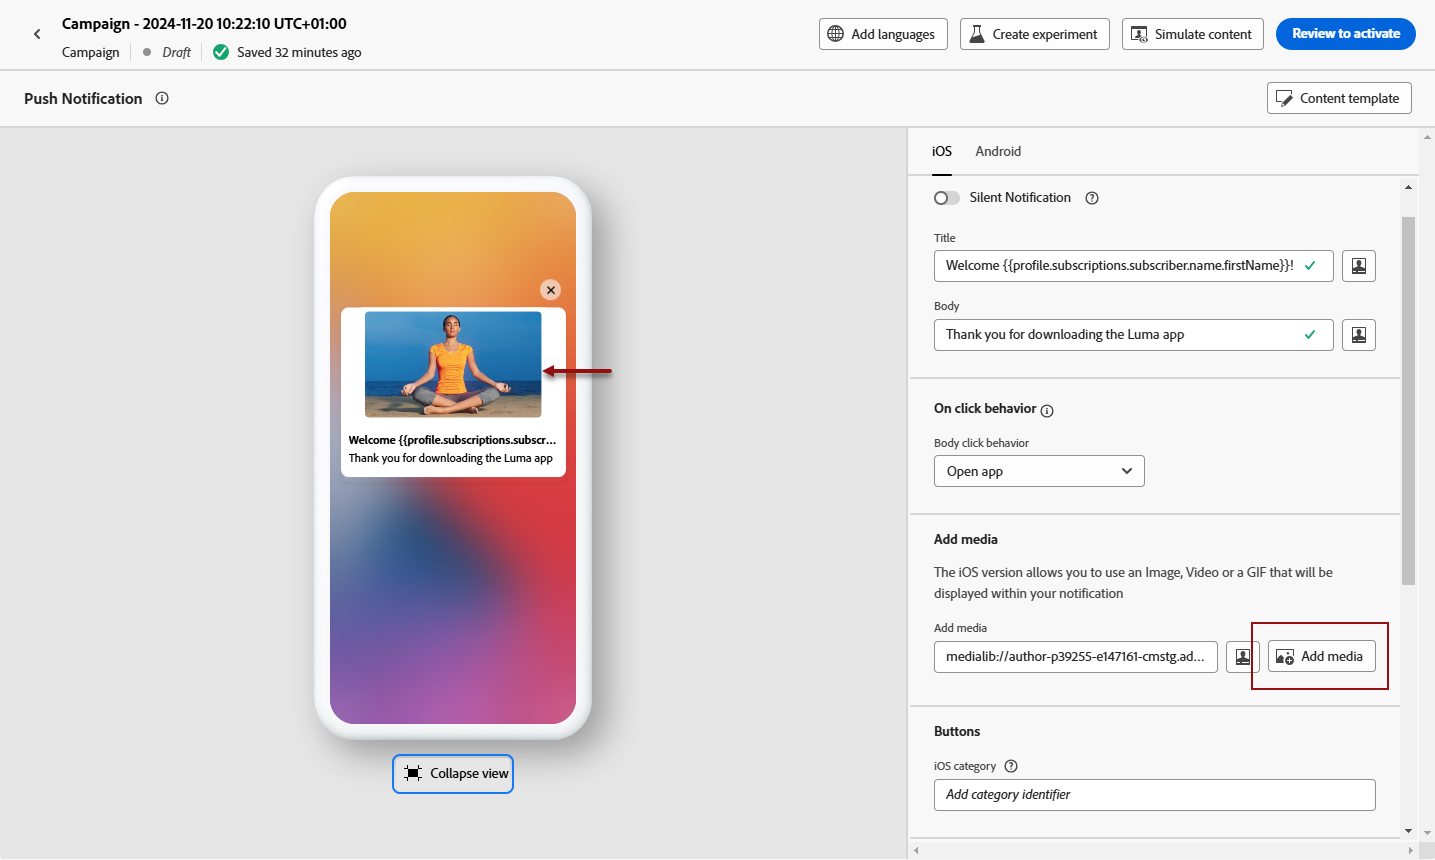 Campaign - 2024-11-20 10:22:10 UTC+01:00
Campaign
Draft
Saved 32 minutes ago
Add languages
Create experiment
Simulate content
Review to activate
Push Notification
Content template
Welcome {{profile.subscriptions.subscr...
Thank you for downloading the Luma app
Collapse view
iOS
Android
Silent Notification
Title
Welcome {{profile.subscriptions.subscriber.name.firstName}}!
Body
Thank you for downloading the Luma app
On click behavior
Body click behavior
Open app
Add media
The iOS version allows you to use an Image, Video or a GIF that will be
displayed within your notification
Add media
medialib://author-p39255-e147161-cmstg.ad...
Add media
Buttons
iOS category
Add category identifier